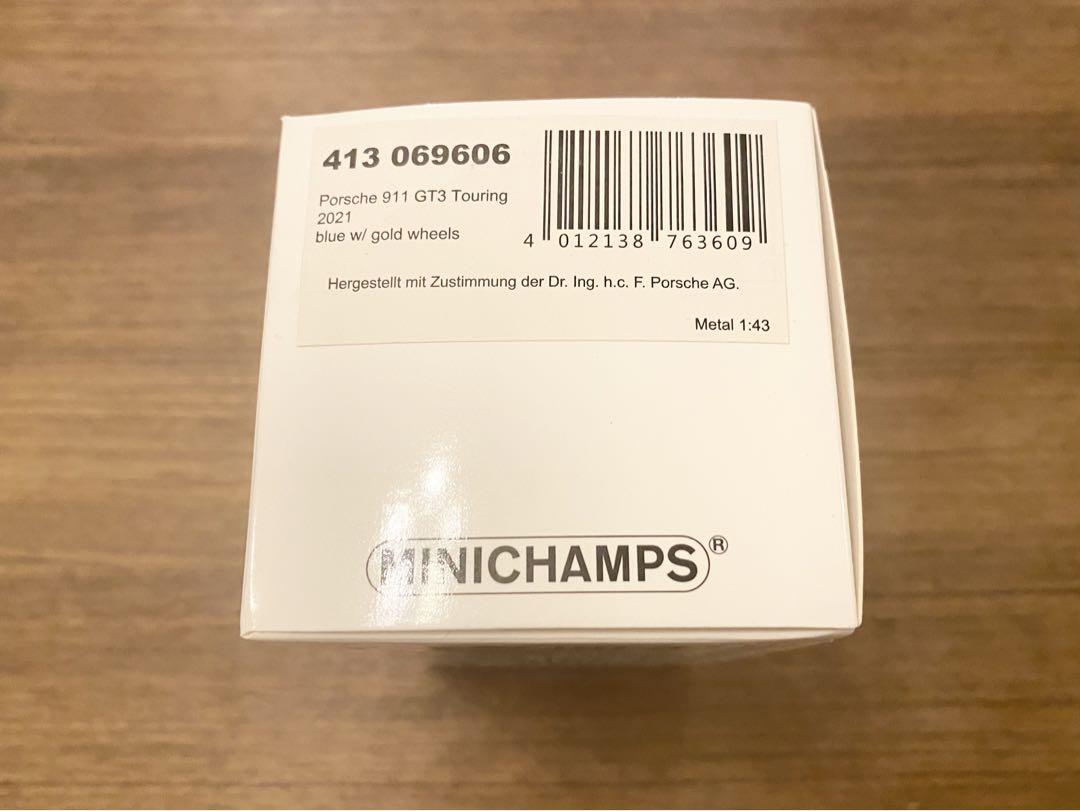 413 069606
Porsche 911 GT3 Touring
2021
blue w/ gold wheels
4 012138 763609
Hergestellt mit Zustimmung der Dr. Ing. h.c. F. Porsche AG.
Metal 1:43
MINICHAMPS®